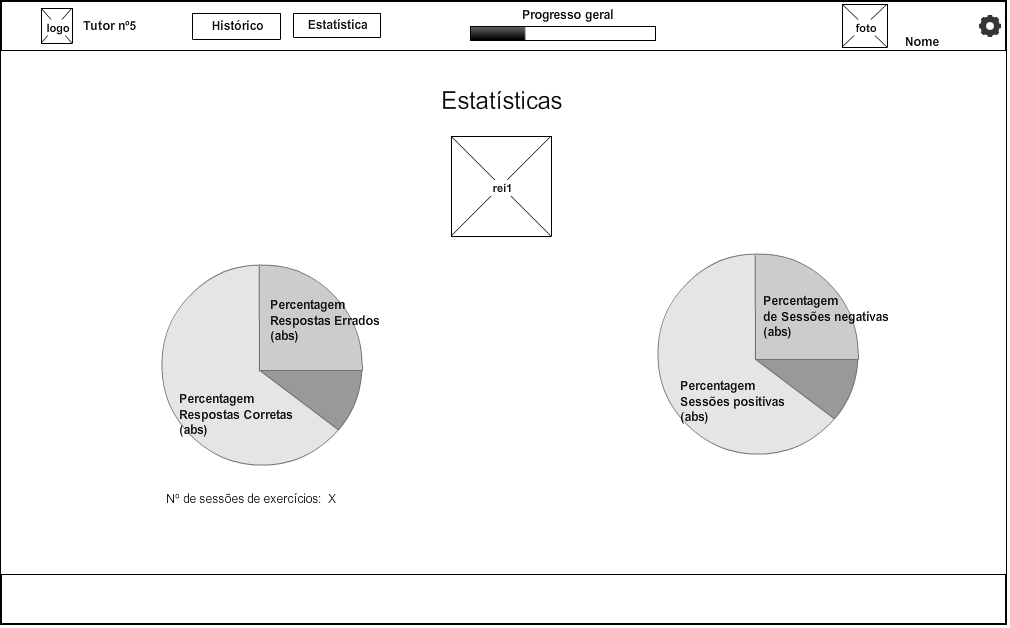 logo
Tutor nº5
Histórico
Estatística
Progresso geral
foto
Nome
Estatísticas
rei1
Percentagem
Respostas Errados
(abs)
Percentagem
Respostas Corretas
(abs)
Percentagem
de Sessões negativas
(abs)
Percentagem
Sessões positivas
(abs)
Nº de sessões de exercícios: X